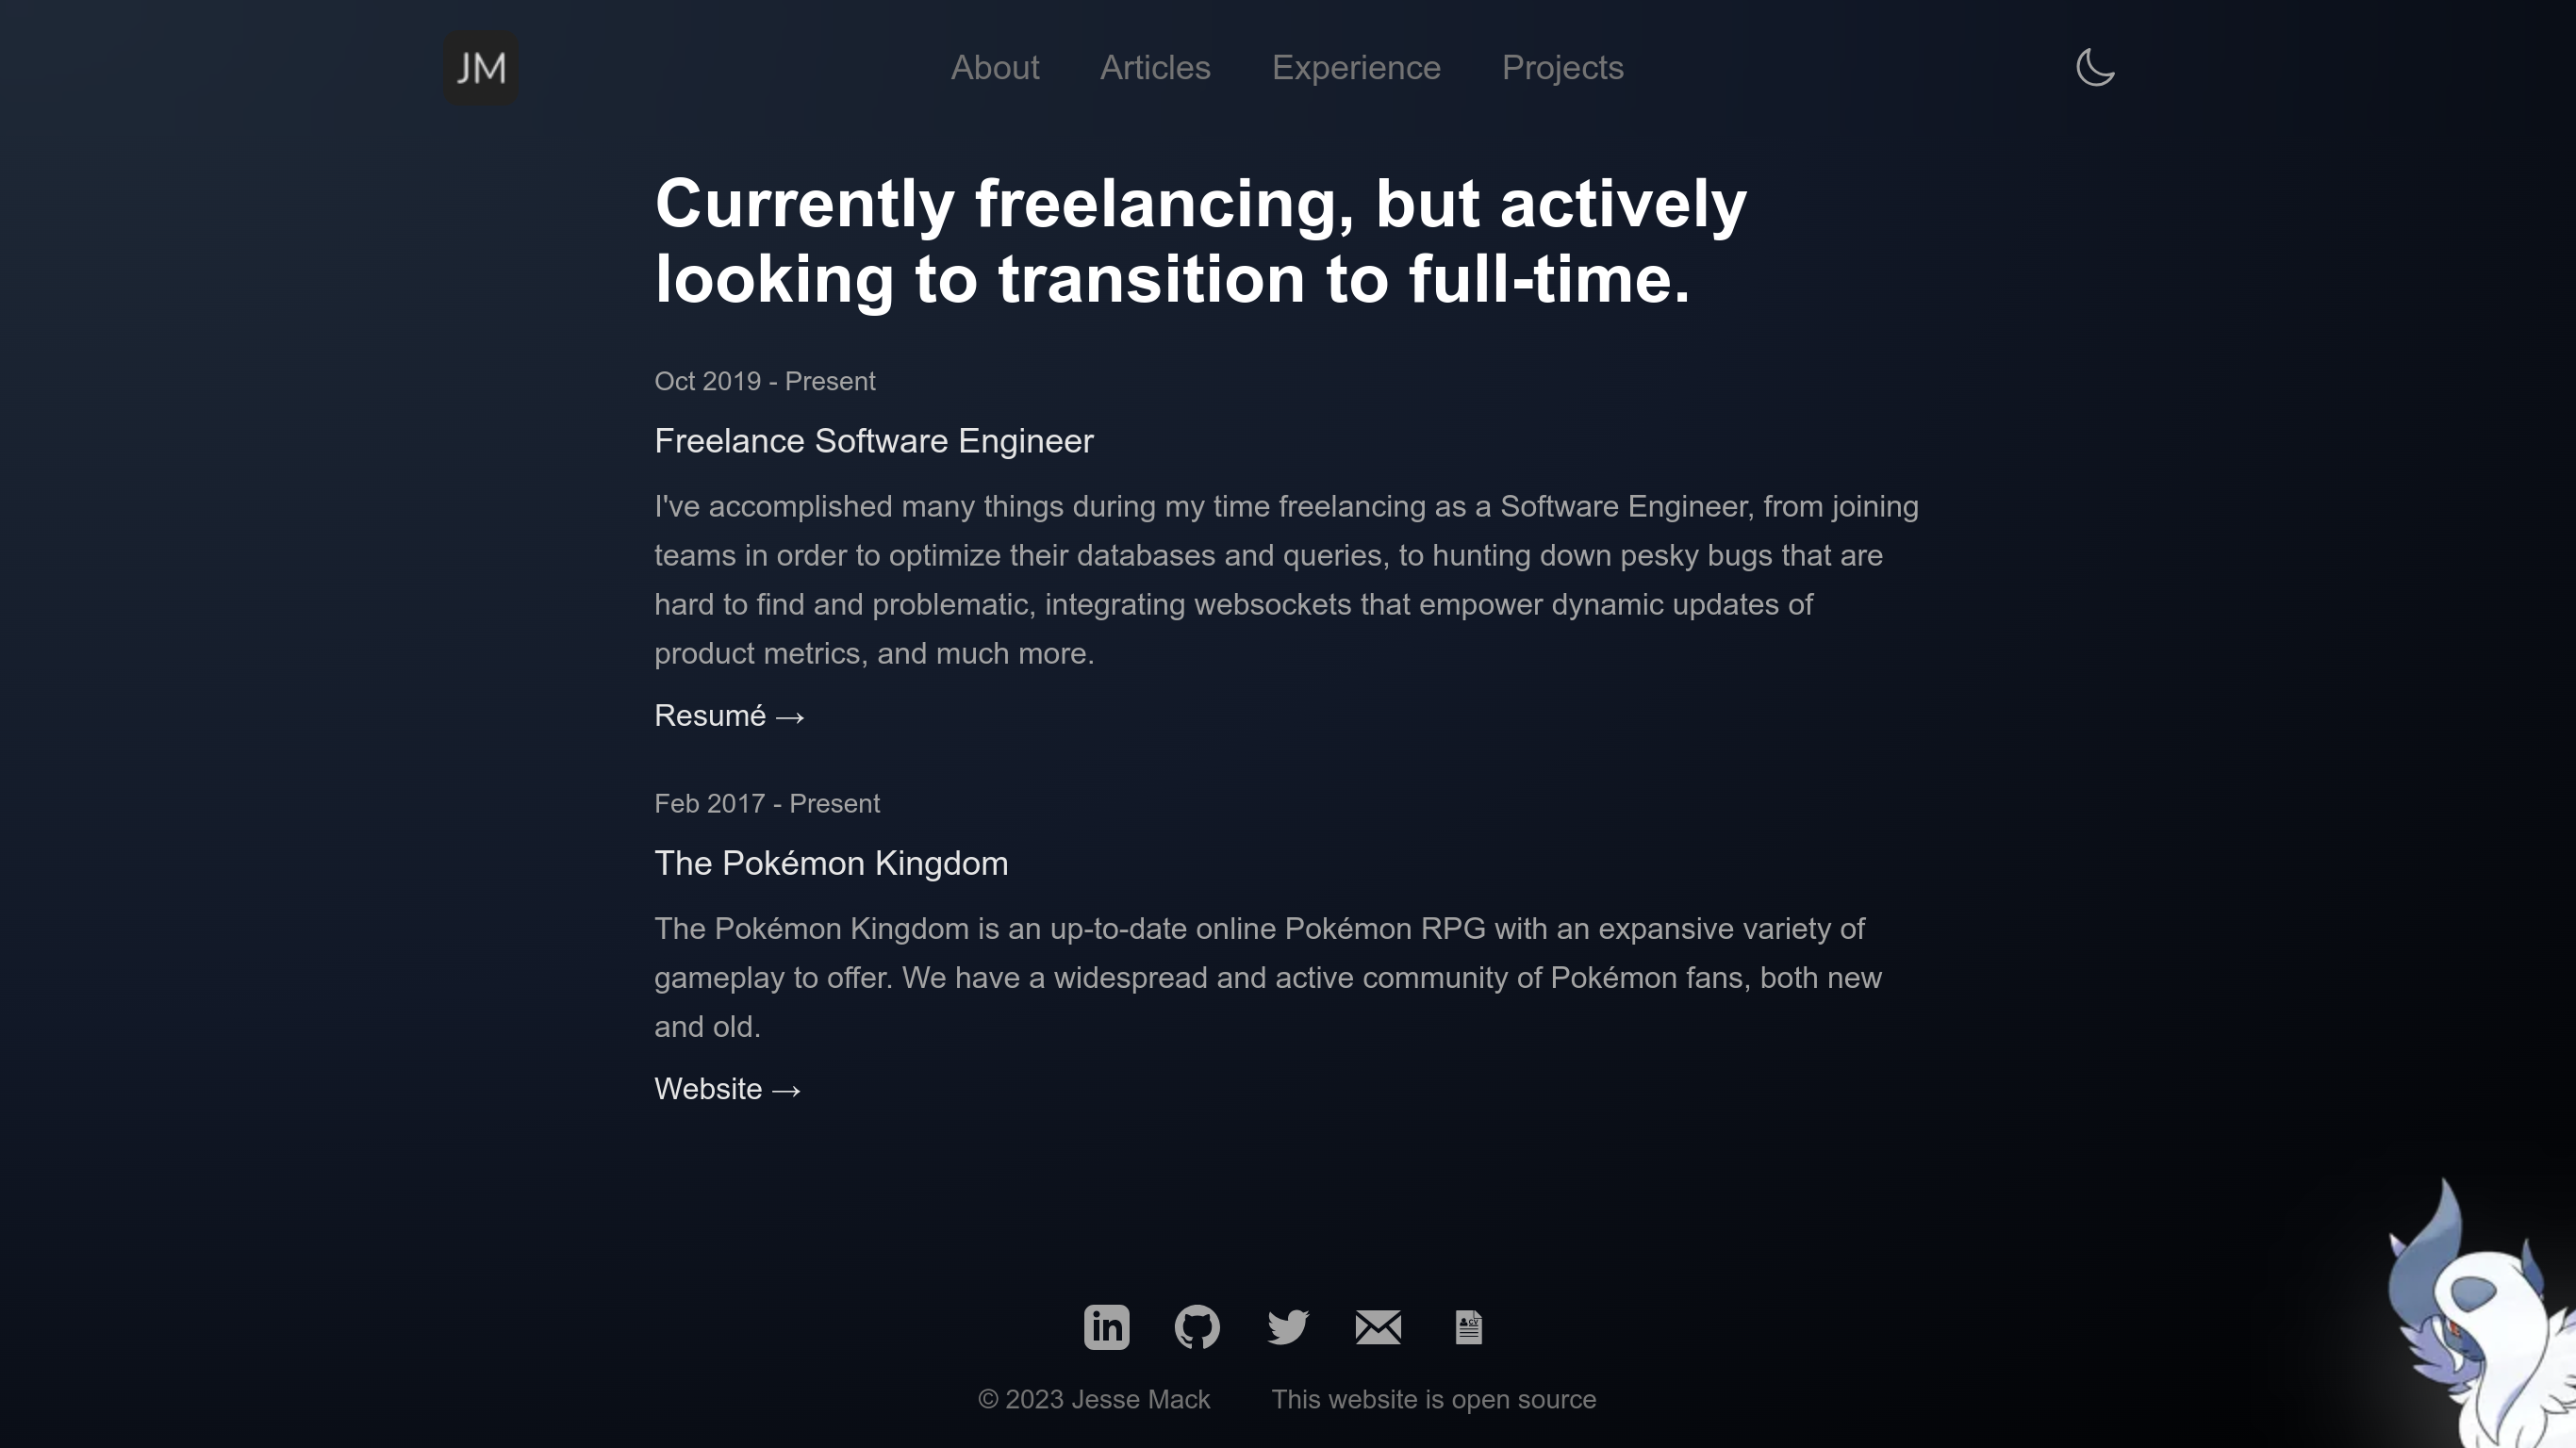 JM
About Articles Experience Projects
Currently freelancing, but actively
looking to transition to full-time.
Oct 2019 - Present
Freelance Software Engineer
I've accomplished many things during my time freelancing as a Software Engineer, from joining
teams in order to optimize their databases and queries, to hunting down pesky bugs that are
hard to find and problematic, integrating websockets that empower dynamic updates of
product metrics, and much more.
Resumé →
Feb 2017 - Present
The Pokémon Kingdom
The Pokémon Kingdom is an up-to-date online Pokémon RPG with an expansive variety of
gameplay to offer. We have a widespread and active community of Pokémon fans, both new
and old.
Website →
in CV
© 2023 Jesse Mack This website is open source